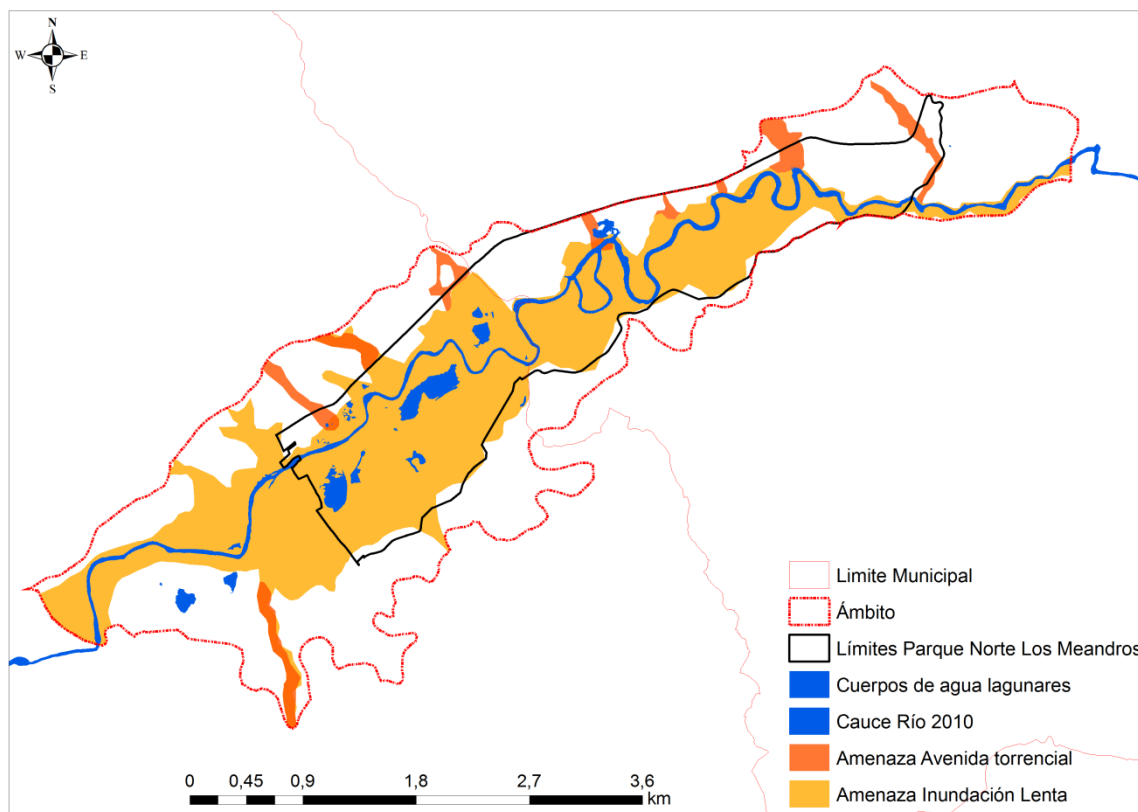 N
W E
S
Limite Municipal
Ámbito
Límites Parque Norte Los Meandros
Cuerpos de agua lagunares
Cauce Río 2010
Amenaza Avenida torrencial
Amenaza Inundación Lenta
0 0,45 0,9 1,8 2,7 3,6
km